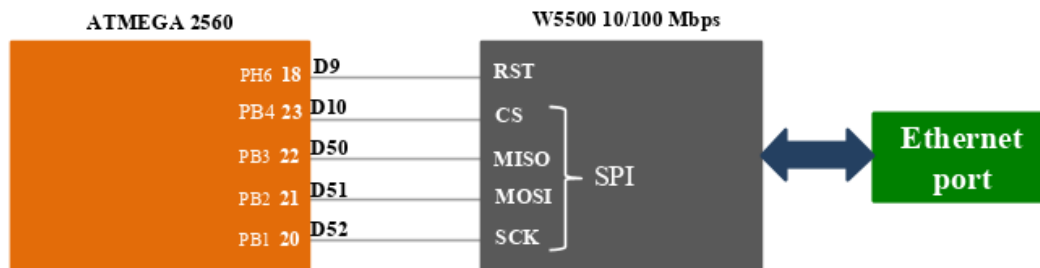 ATMEGA 2560
W5500 10/100 Mbps
PH6 18 D9 RST
PB4 23 D10 CS
PB3 22 D50 MISO
PB2 21 D51 MOSI
PB1 20 D52 SCK
SPI
Ethernet
port